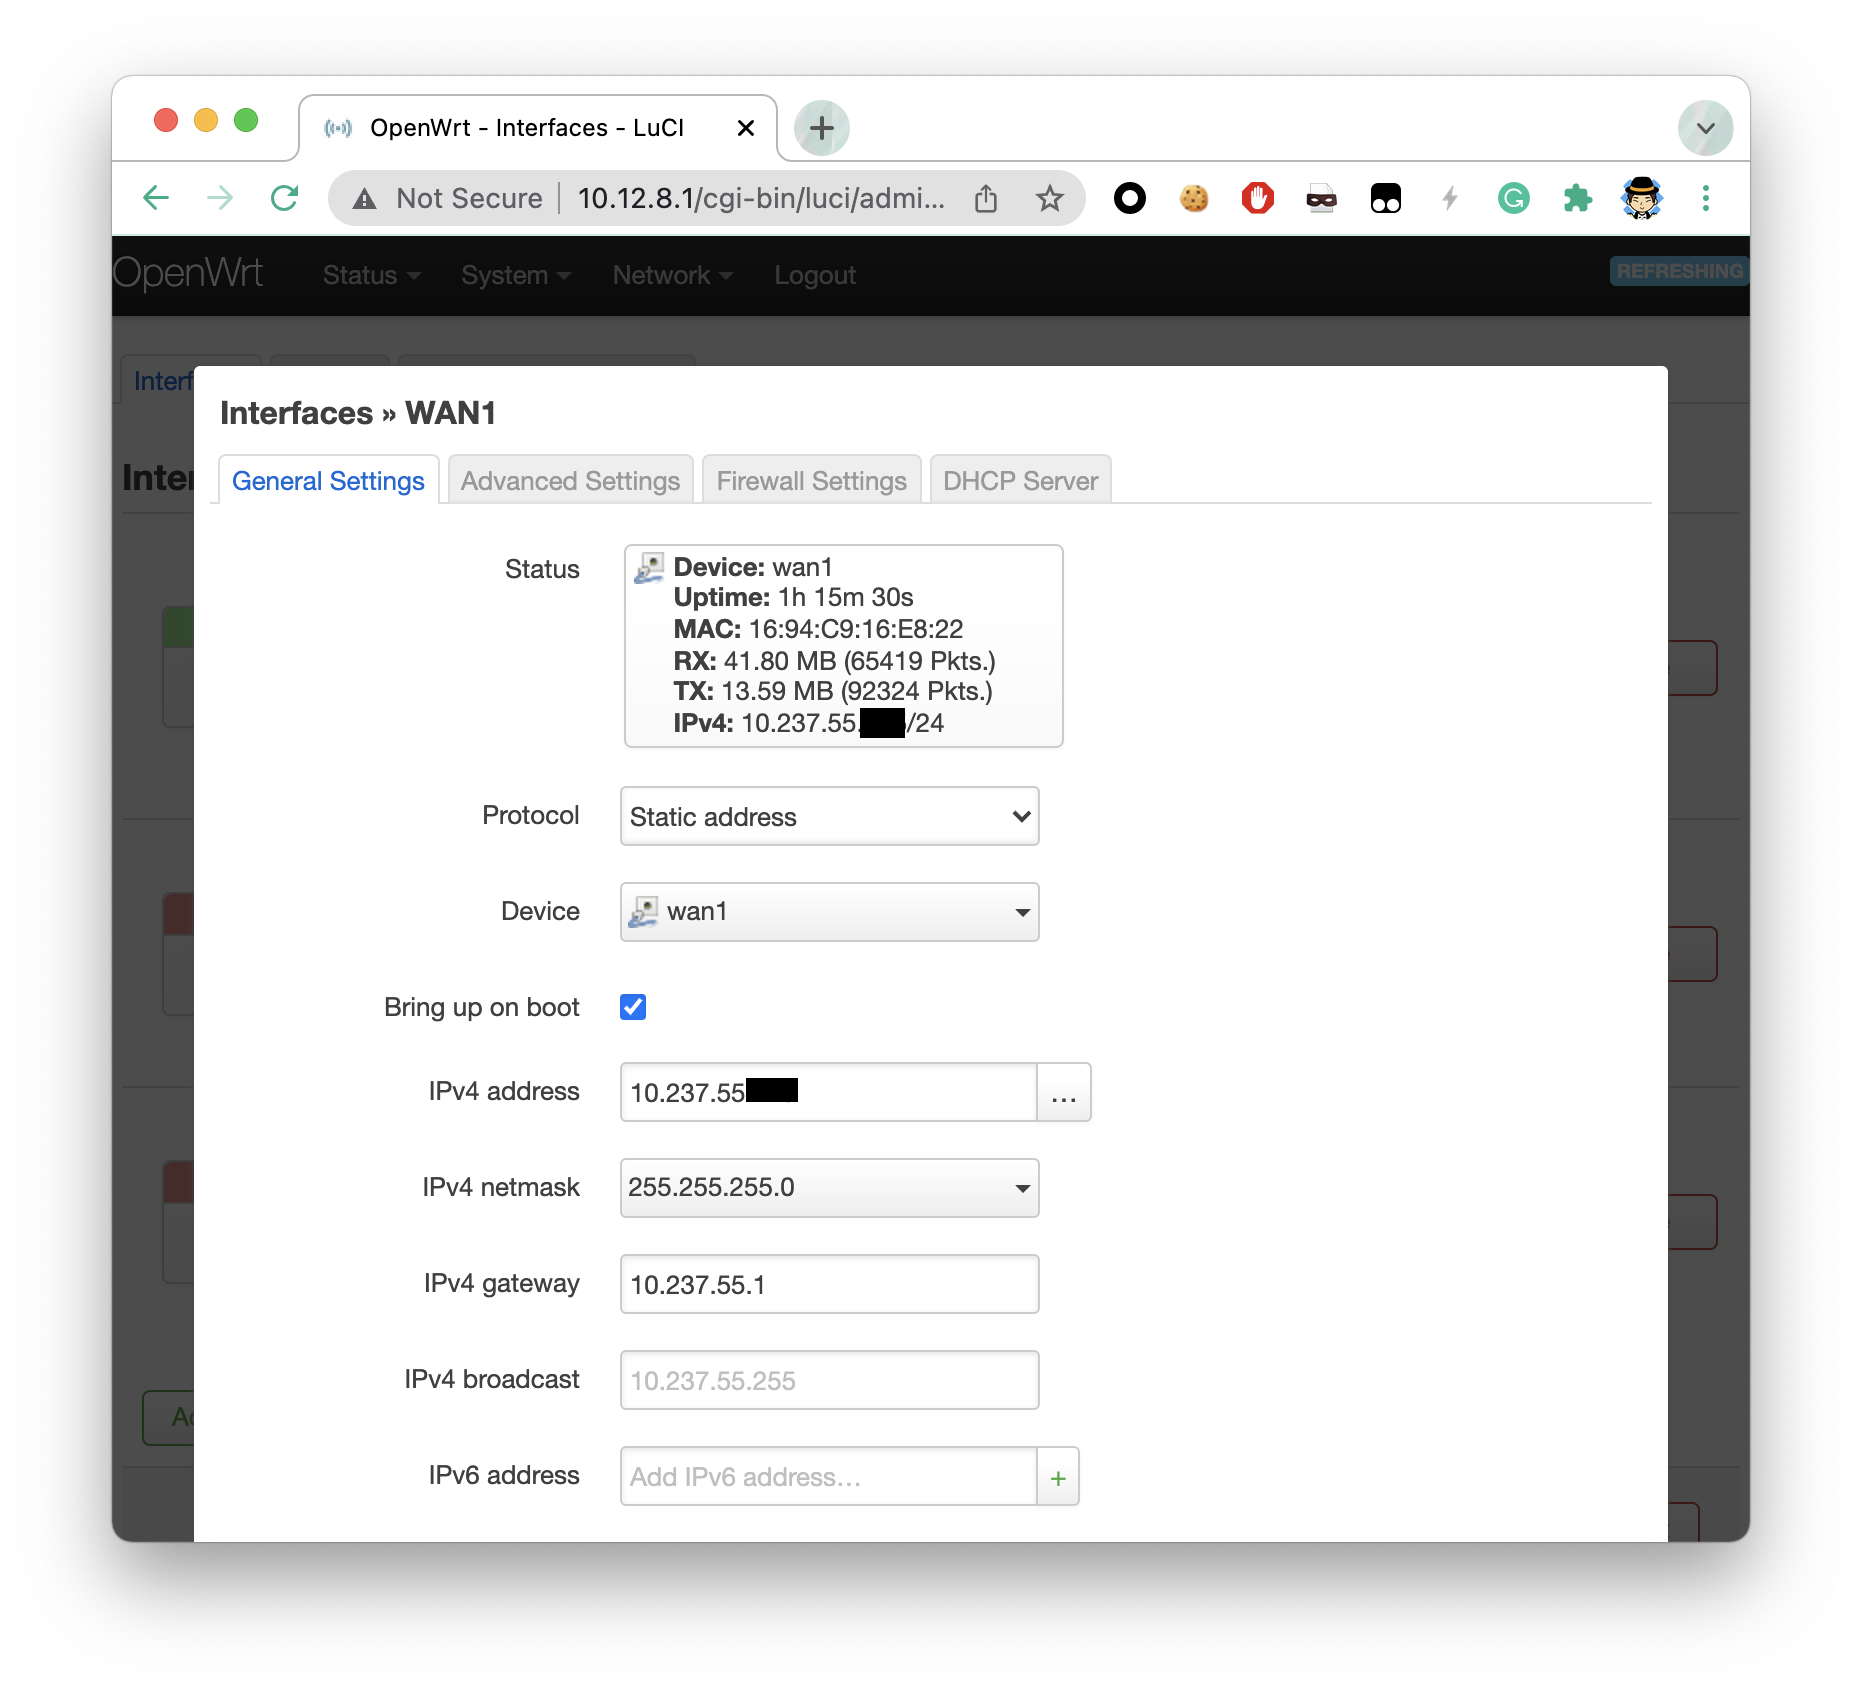 OpenWrt - Interfaces - LuCI
Not Secure 10.12.8.1/cgi-bin/luci/admi...
OpenWrt Status System Network Logout REFRESHING
Interf
Inter
Interfaces » WAN1
General Settings Advanced Settings Firewall Settings DHCP Server
Status
Device: wan1
Uptime: 1h 15m 30s
MAC: 16:94:C9:16:E8:22
RX: 41.80 MB (65419 Pkts.)
TX: 13.59 MB (92324 Pkts.)
IPv4: 10.237.55. /24
Protocol Static address
Device wan1
Bring up on boot
IPv4 address 10.237.55 ...
IPv4 netmask 255.255.255.0
IPv4 gateway 10.237.55.1
IPv4 broadcast 10.237.55.255
Ad
IPv6 address Add IPv6 address... +